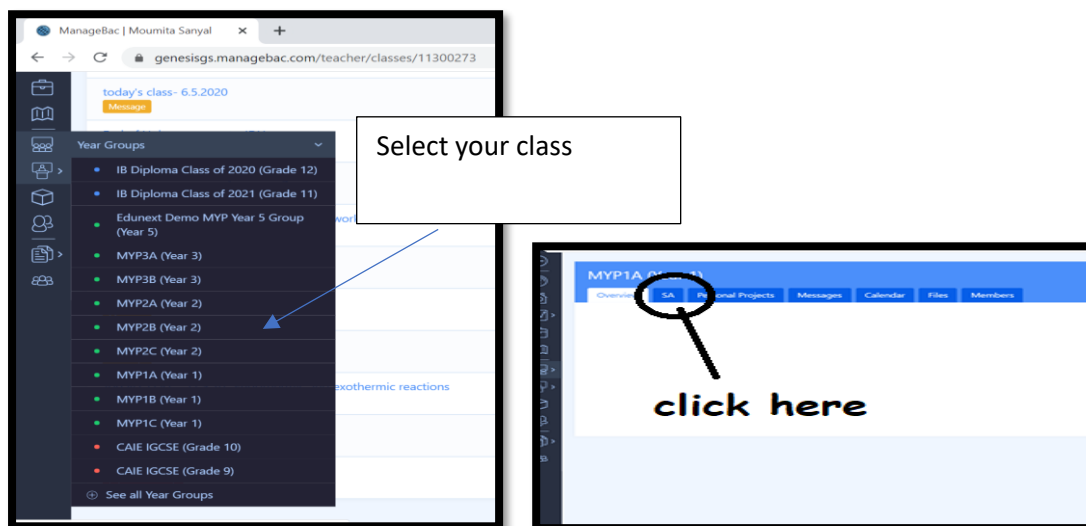 ManageBac | Moumita Sanyal
genesisgs.managebac.com/teacher/classes/11300273
today's class- 6.5.2020
Message
Year Groups
IB Diploma Class of 2020 (Grade 12)
IB Diploma Class of 2021 (Grade 11)
Edunext Demo MYP Year 5 Group
(Year 5)
MYP3A (Year 3)
MYP3B (Year 3)
MYP2A (Year 2)
MYP2B (Year 2)
MYP2C (Year 2)
MYP1A (Year 1)
MYP1B (Year 1)
MYP1C (Year 1)
CAIE IGCSE (Grade 10)
CAIE IGCSE (Grade 9)
See all Year Groups
exothermic reactions
Select your class
MYP1A (Year 1)
Overview SA Personal Projects Messages Calendar Files Members
click here